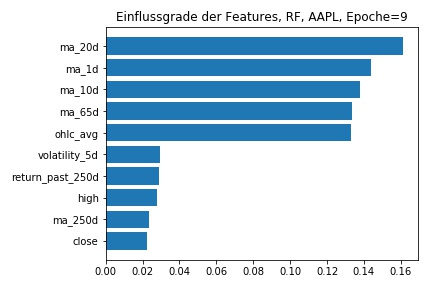 Einflussgrade der Features, RF, AAPL, Epoche=9
ma_20d
ma_1d
ma_10d
ma_65d
ohlc_avg
volatility_5d
return_past_250d
high
ma_250d
close
0.00 0.02 0.04 0.06 0.08 0.10 0.12 0.14 0.16